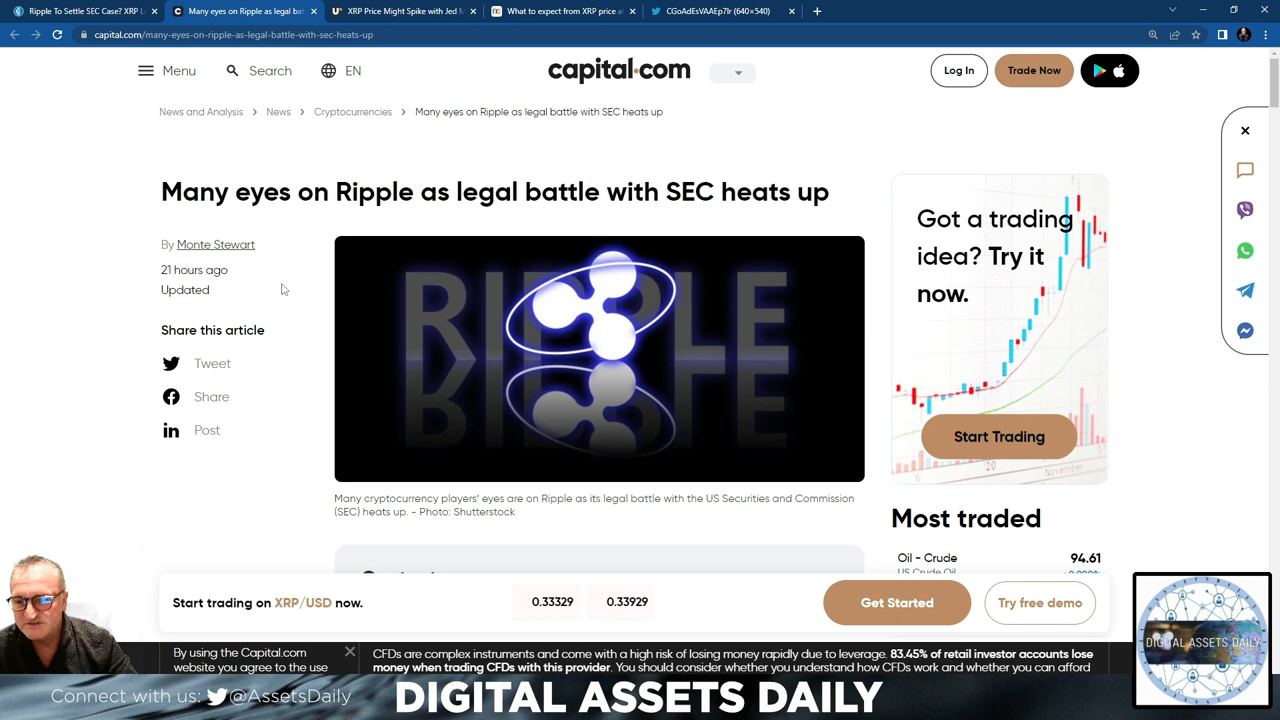 Ripple To Settle SEC Case? XRP L
Many eyes on Ripple as legal bat
XRP Price Might Spike with Jed M
What to expect from XRP price a
CGoAdEsVAAEp7Ir (640×540)
capital.com/many-eyes-on-ripple-as-legal-battle-with-sec-heats-up
Menu
Search
EN
capital.com
Log In
Trade Now
News and Analysis > News > Cryptocurrencies > Many eyes on Ripple as legal battle with SEC heats up
Many eyes on Ripple as legal battle with SEC heats up
By Monte Stewart
21 hours ago
Updated
Share this article
Tweet
Share
Post
RIPPLE
Many cryptocurrency players' eyes are on Ripple as its legal battle with the US Securities and Commission
(SEC) heats up. - Photo: Shutterstock
Got a trading
idea? Try it
now.
Start Trading
20
November
Most traded
Oil - Crude
94.61
US Crude Oil
Start trading on XRP/USD now.
0.33329
0.33929
Get Started
Try free demo
By using the Capital.com
website you agree to the use
CFDs are complex instruments and come with a high risk of losing money rapidly due to leverage. 83.45% of retail investor accounts lose
money when trading CFDs with this provider. You should consider whether you understand how CFDs work and whether you can afford
Connect with us: @AssetsDaily
DIGITAL ASSETS DAILY
DIGITAL ASSETS DAILY